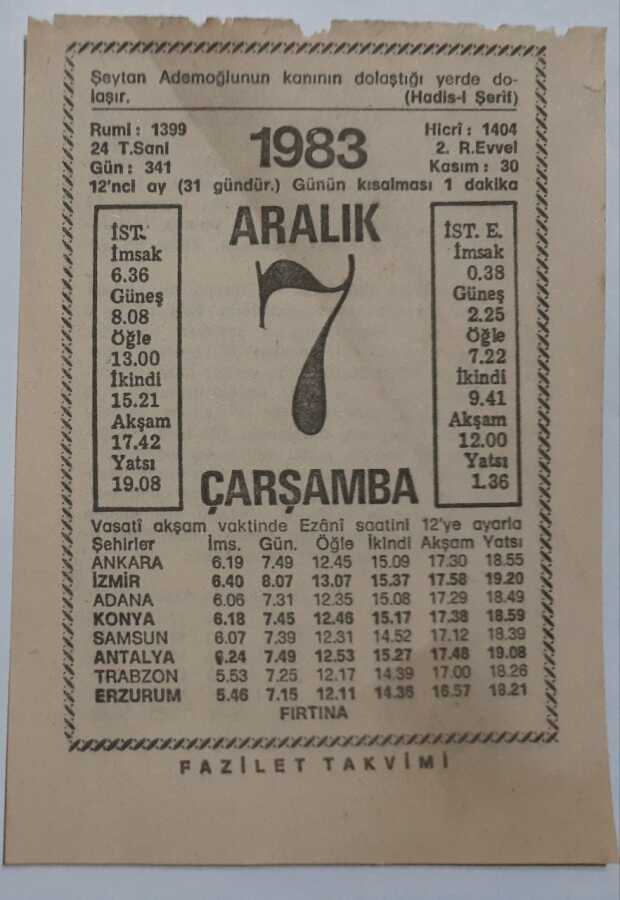 Şeytan Ademoğlunun kanının dolaştığı yerde do-
laşır. (Hadis-i Şerif)
Rumi : 1399
24 T.Sani
Gün : 341
1983
Hicrî : 1404
2. R.Evvel
Kasım : 30
12'nci ay (31 gündür.) Günün kısalması 1 dakika
İST.
İmsak
6.36
Güneş
8.08
Öğle
13.00
İkindi
15.21
Akşam
17.42
Yatsı
19.08
ARALIK
7
ÇARŞAMBA
İST. E.
İmsak
0.38
Güneş
2.25
Öğle
7.22
İkindi
9.41
Akşam
12.00
Yatsı
1.36
Vasatî akşam vaktinde Ezânî saatini 12'ye ayarla
Şehirler İms. Gün. Öğle İkindi Akşam Yatsı
ANKARA 6.19 7.49 12.45 15.09 17.30 18.55
İZMİR 6.40 8.07 13.07 15.37 17.58 19.20
ADANA 6.06 7.31 12.35 15.08 17.29 18.49
KONYA 6.18 7.45 12.46 15.17 17.38 18.59
SAMSUN 6.07 7.39 12.31 14.52 17.12 18.39
ANTALYA 6.24 7.49 12.53 15.27 17.48 19.08
TRABZON 5.53 7.25 12.17 14.39 17.00 18.26
ERZURUM 5.46 7.15 12.11 14.36 16.57 18.21
FIRTINA
FAZİLET TAKVİMİ